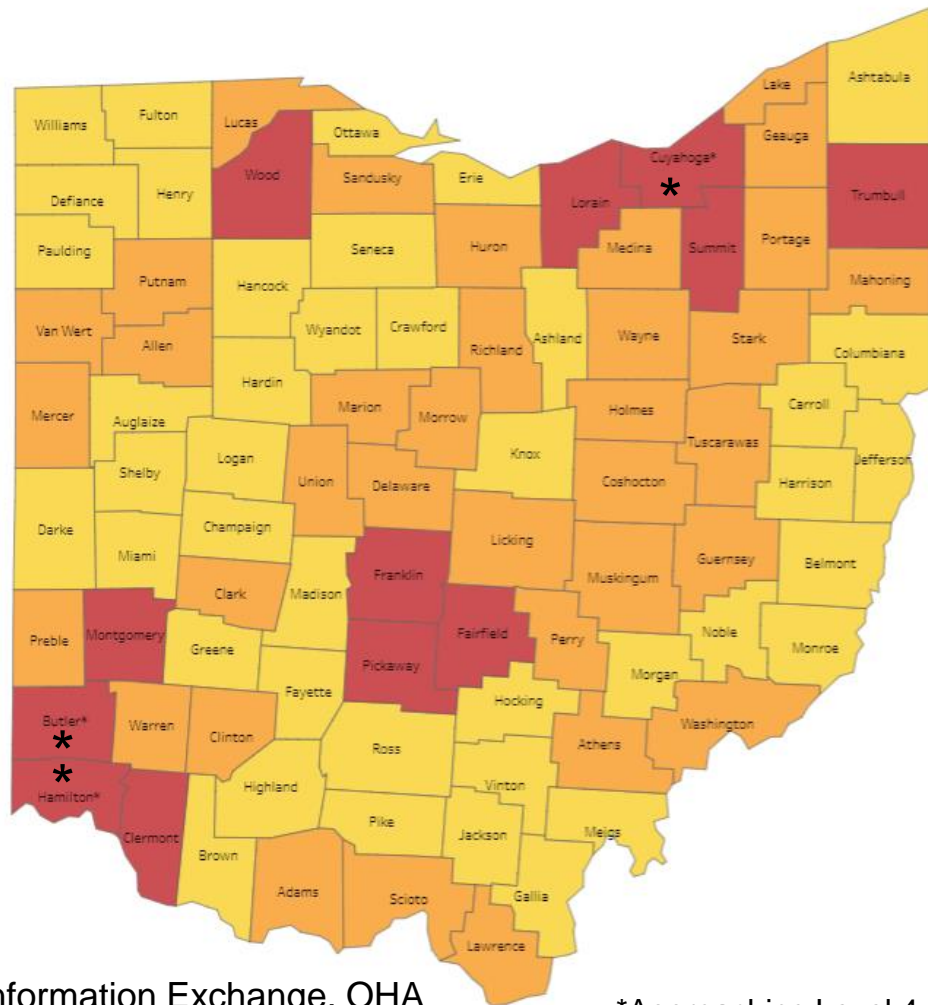 Ashtabula
Lake
Williams
Fulton
Lucas
Ottawa
Geauga
Cuyahoga*
*
Defiance
Henry
Wood
Sandusky
Erie
Lorain
Trumbull
Paulding
Seneca
Huron
Medina
Summit
Portage
Putnam
Hancock
Mahoning
Van Wert
Allen
Wyandot
Crawford
Richland
Ashland
Wayne
Stark
Columbiana
Hardin
Mercer
Auglaize
Marion
Morrow
Holmes
Carroll
Tuscarawas
Shelby
Logan
Knox
Jefferson
Union
Delaware
Coshocton
Harrison
Darke
Miami
Champaign
Licking
Guernsey
Belmont
Clark
Madison
Franklin
Muskingum
Preble
Montgomery
Greene
Pickaway
Fairfield
Perry
Noble
Monroe
Fayette
Hocking
Morgan
Butler*
*
Warren
Clinton
Ross
Athens
Washington
*
Hamilton*
Highland
Vinton
Clermont
Brown
Pike
Jackson
Meigs
Adams
Scioto
Gallia
Lawrence
nformation Exchange, OHA
*Approaching Level 4